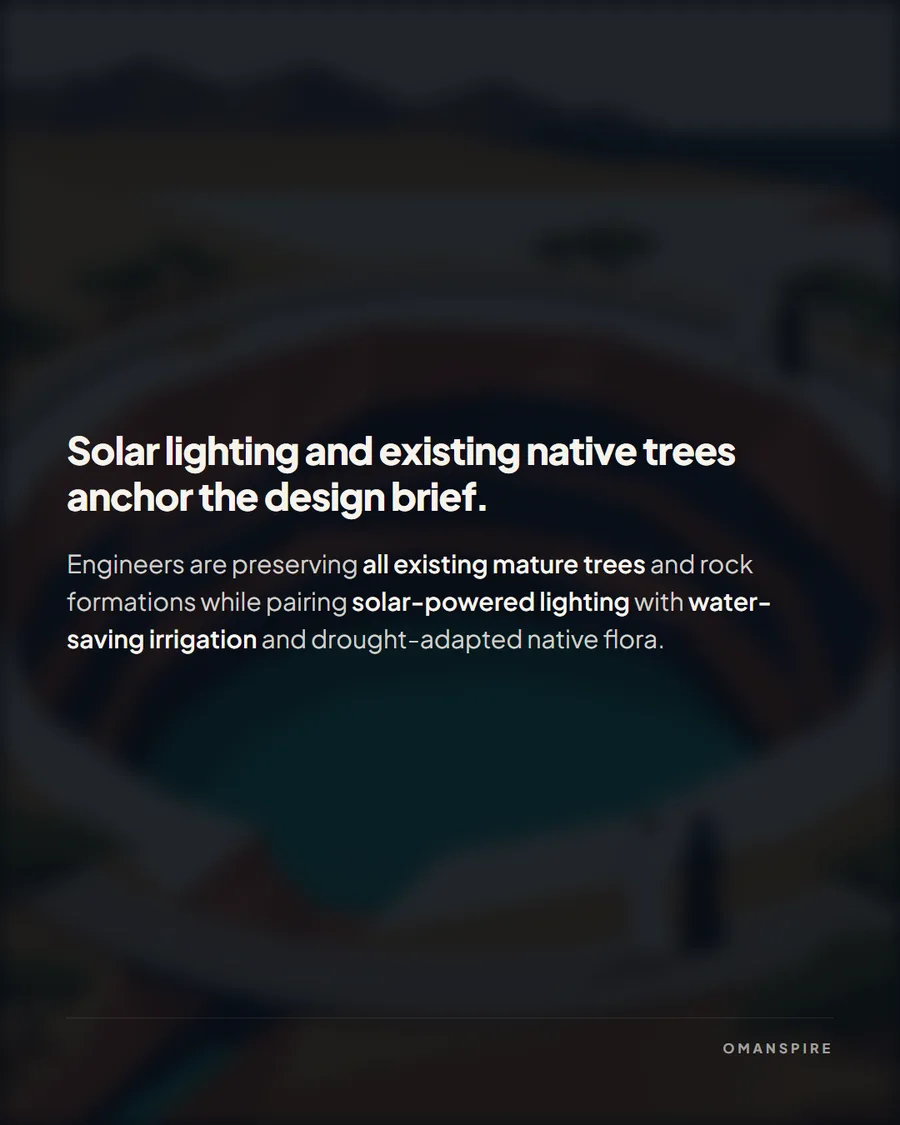 Solar lighting and existing native trees
anchor the design brief.
Engineers are preserving all existing mature trees and rock
formations while pairing solar-powered lighting with water-
saving irrigation and drought-adapted native flora.
OMANSPIRE